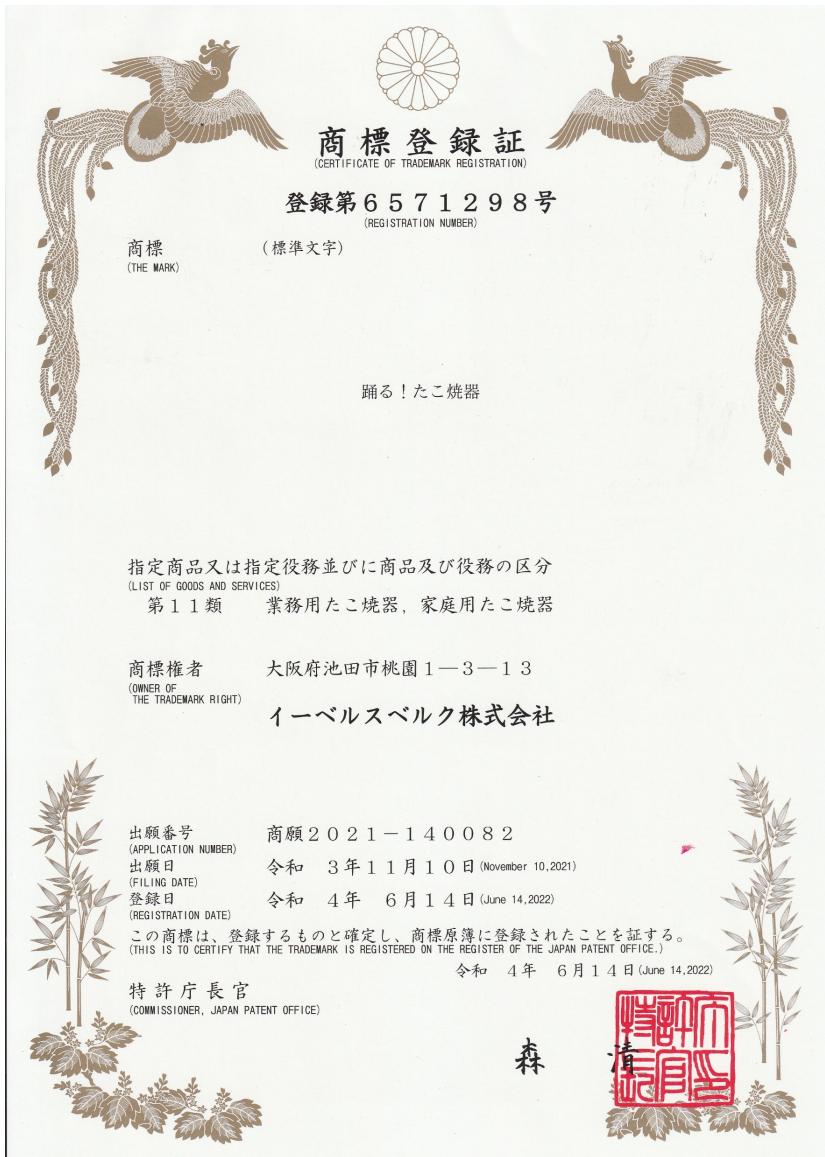 商標登録証
(CERTIFICATE OF TRADEMARK REGISTRATION)
登録第6571298号
(REGISTRATION NUMBER)
商標 (標準文字)
(THE MARK)
踊る!たこ焼器
指定商品又は指定役務並びに商品及び役務の区分
(LIST OF GOODS AND SERVICES)
第11類 業務用たこ焼器,家庭用たこ焼器
商標権者 大阪府池田市桃園1―3―13
(OWNER OF
THE TRADEMARK RIGHT)
イーベルスベルク株式会社
出願番号 商願2021-140082
(APPLICATION NUMBER)
出願日 令和 3年11月10日(November 10,2021)
(FILING DATE)
登録日 令和 4年 6月14日(June 14,2022)
(REGISTRATION DATE)
この商標は、登録するものと確定し、商標原簿に登録されたことを証する。
(THIS IS TO CERTIFY THAT THE TRADEMARK IS REGISTERED ON THE REGISTER OF THE JAPAN PATENT OFFICE.)
令和 4年 6月14日(June 14,2022)
特許庁長官
(COMMISSIONER, JAPAN PATENT OFFICE)
森 清